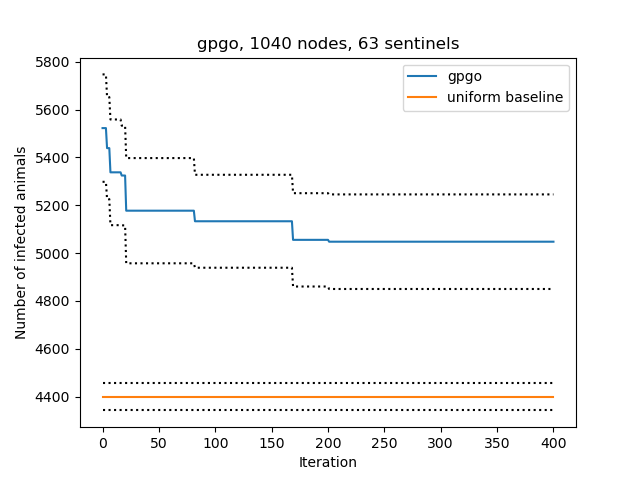 gpgo, 1040 nodes, 63 sentinels
gpgo
uniform baseline
Number of infected animals
5800
5600
5400
5200
5000
4800
4600
4400
0 50 100 150 200 250 300 350 400
Iteration